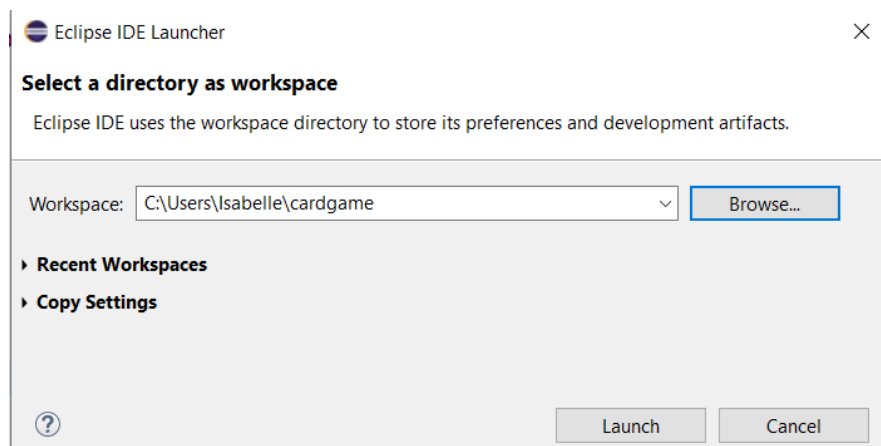 Eclipse IDE Launcher
Select a directory as workspace
Eclipse IDE uses the workspace directory to store its preferences and development artifacts.
Workspace: C:\Users\Isabelle\cardgame Browse...
Recent Workspaces
Copy Settings
? Launch Cancel